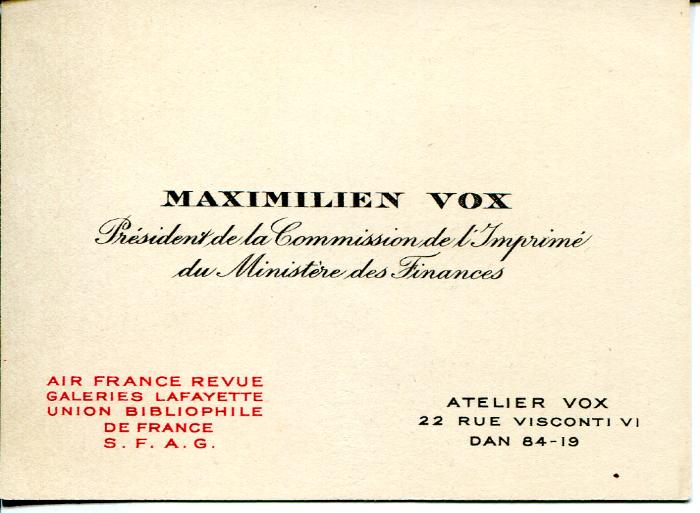 MAXIMILIEN VOX
Président de la Commission de l'Imprimé
du Ministère des Finances
AIR FRANCE REVUE
GALERIES LAFAYETTE
UNION BIBLIOPHILE
DE FRANCE
S. F. A. G.
ATELIER VOX
22 RUE VISCONTI VI
DAN 84-19